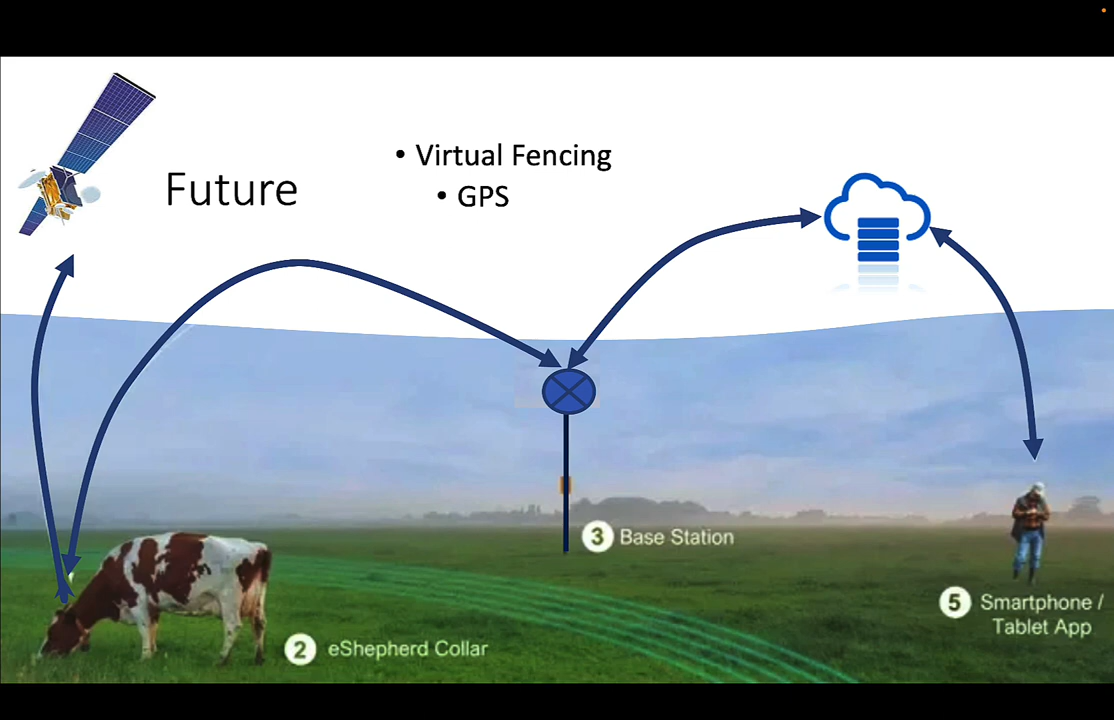 Future
• Virtual Fencing
• GPS
3 Base Station
5 Smartphone /
Tablet App
2 eShepherd Collar